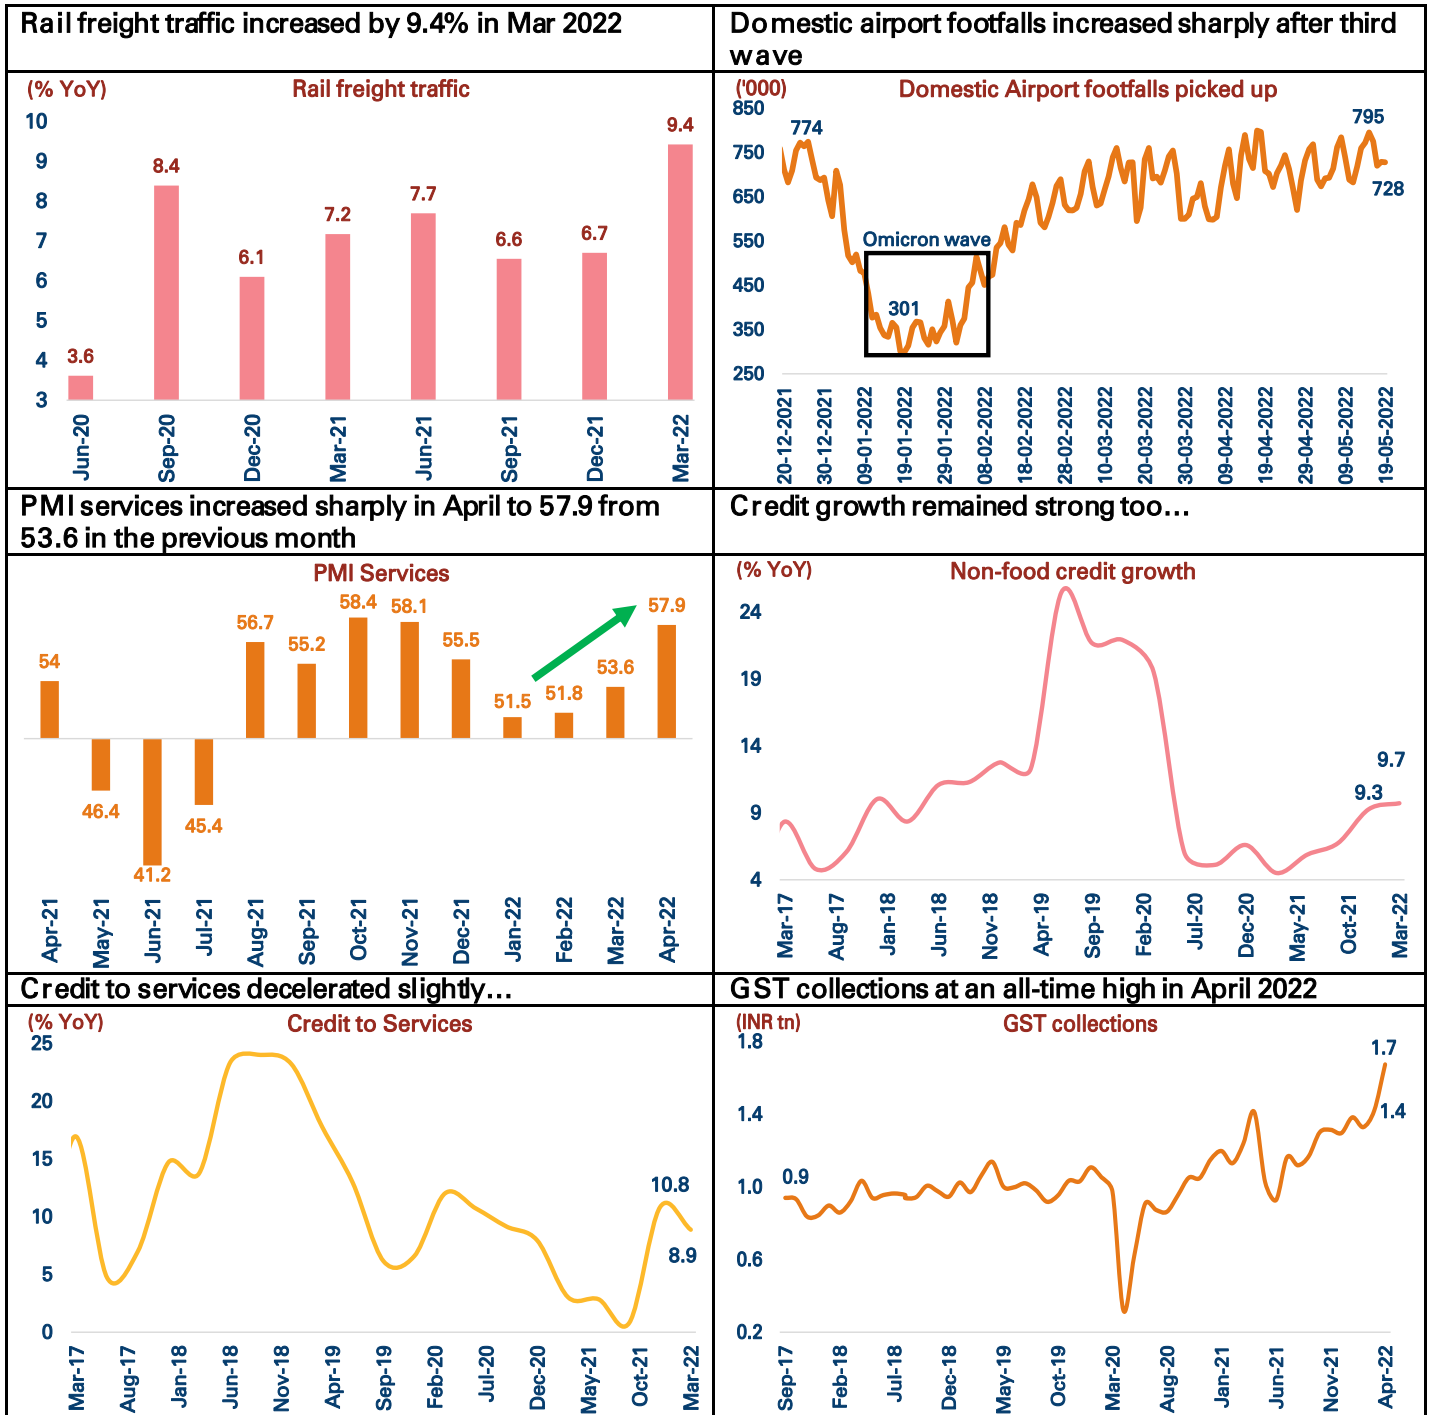 Rail freight traffic increased by 9.4% in Mar 2022
(% YoY)
Rail freight traffic
10
9
8
7
6
5
4
3
3.6
8.4
6.1
7.2
7.7
6.6
6.7
9.4
Jun-20
Sep-20
Dec-20
Mar-21
Jun-21
Sep-21
Dec-21
Mar-22
Domestic airport footfalls increased sharply after third
wave
('000)
Domestic Airport footfalls picked up
850
750
650
550
450
350
250
774
Omicron wave
301
795
728
20-12-2021
30-12-2021
09-01-2022
19-01-2022
29-01-2022
08-02-2022
18-02-2022
28-02-2022
10-03-2022
20-03-2022
30-03-2022
09-04-2022
19-04-2022
29-04-2022
09-05-2022
19-05-2022
PMI services increased sharply in April to 57.9 from
53.6 in the previous month
PMI Services
54
46.4
41.2
45.4
56.7
55.2
58.4
58.1
55.5
51.5
51.8
53.6
57.9
Apr-21
May-21
Jun-21
Jul-21
Aug-21
Sep-21
Oct-21
Nov-21
Dec-21
Jan-22
Feb-22
Mar-22
Apr-22
Credit growth remained strong too...
(% YoY)
Non-food credit growth
24
19
14
9
4
9.3
9.7
Mar-17
Aug-17
Jan-18
Jun-18
Nov-18
Apr-19
Sep-19
Feb-20
Jul-20
Dec-20
May-21
Oct-21
Mar-22
Credit to services decelerated slightly...
(% YoY)
Credit to Services
25
20
15
10
5
0
10.8
8.9
Mar-17
Aug-17
Jan-18
Jun-18
Nov-18
Apr-19
Sep-19
Feb-20
Jul-20
Dec-20
May-21
Oct-21
Mar-22
GST collections at an all-time high in April 2022
(INR tn)
GST collections
1.8
1.4
1.0
0.6
0.2
0.9
1.7
1.4
Sep-17
Feb-18
Jul-18
Dec-18
May-19
Oct-19
Mar-20
Aug-20
Jan-21
Jun-21
Nov-21
Apr-22